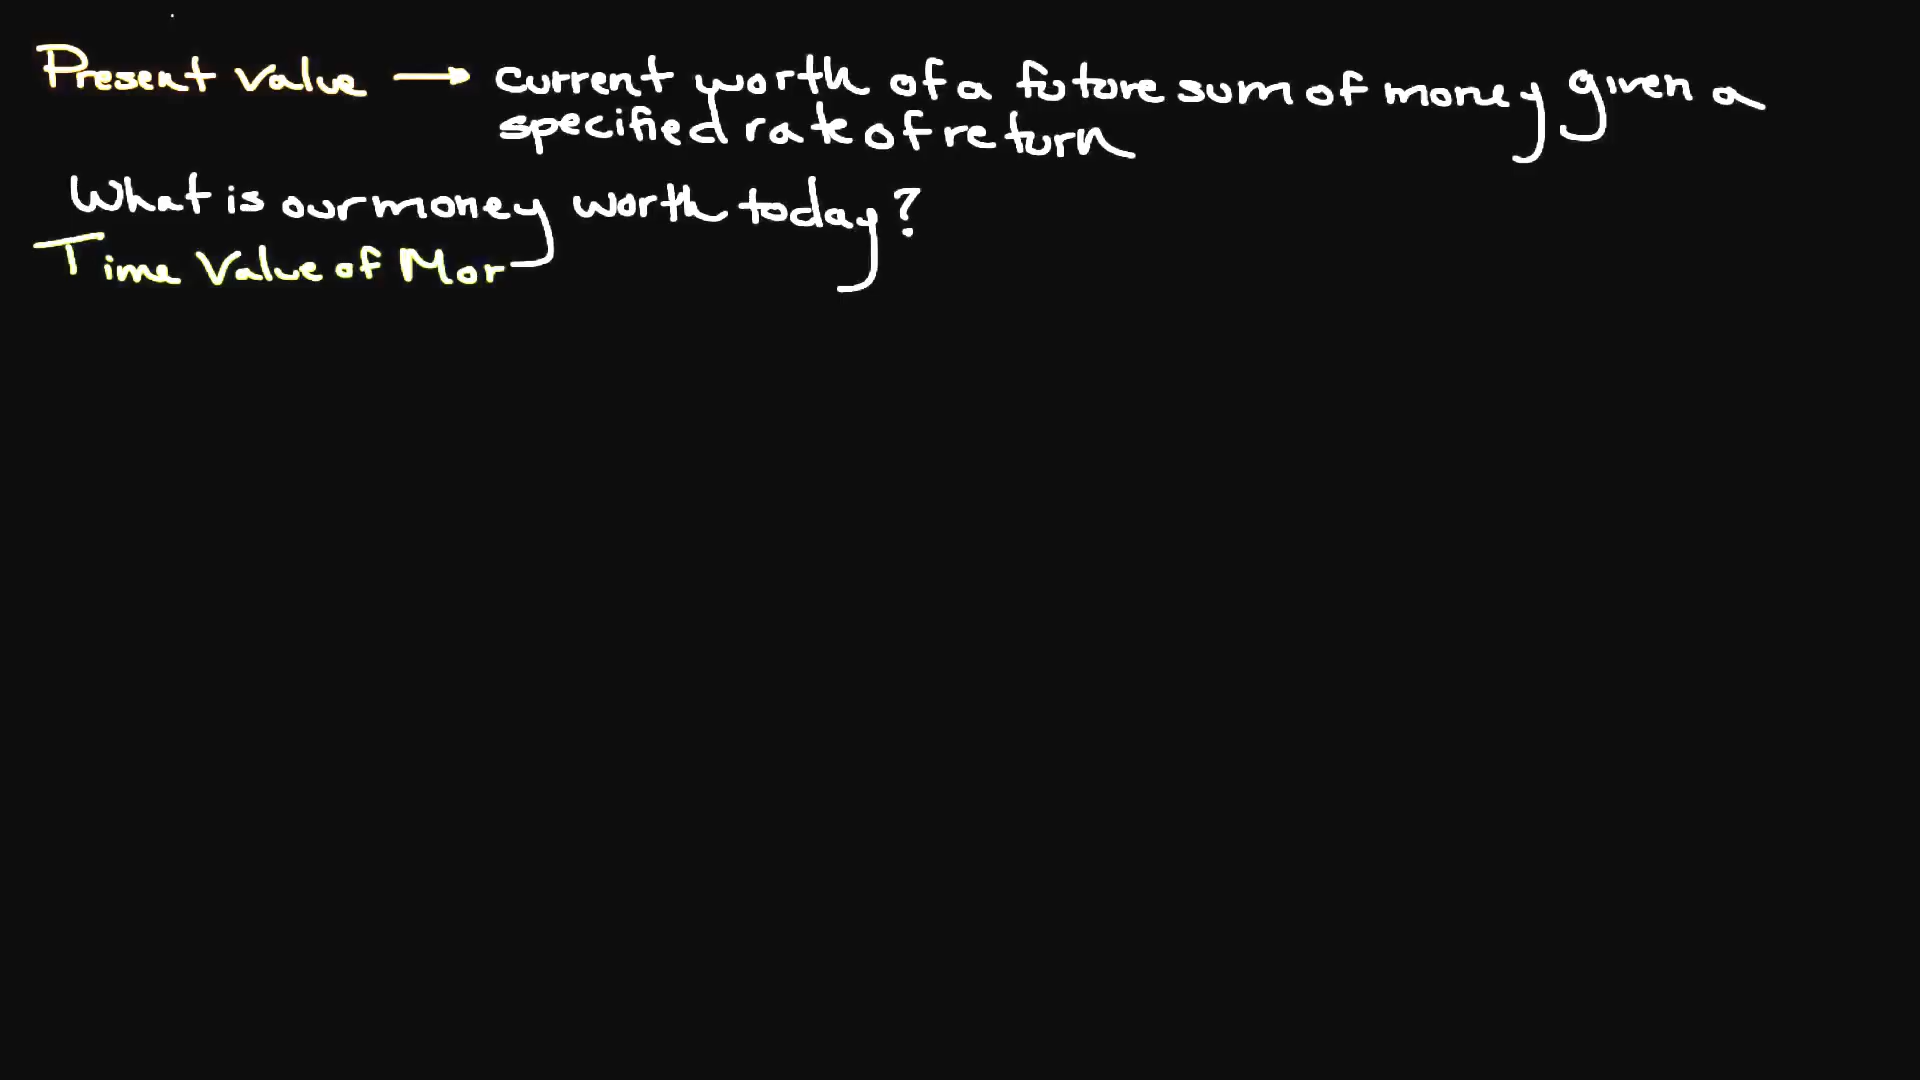 Present Value → current worth of a future sum of money given a
specified rate of return
What is our money worth today?
Time Value of Mor